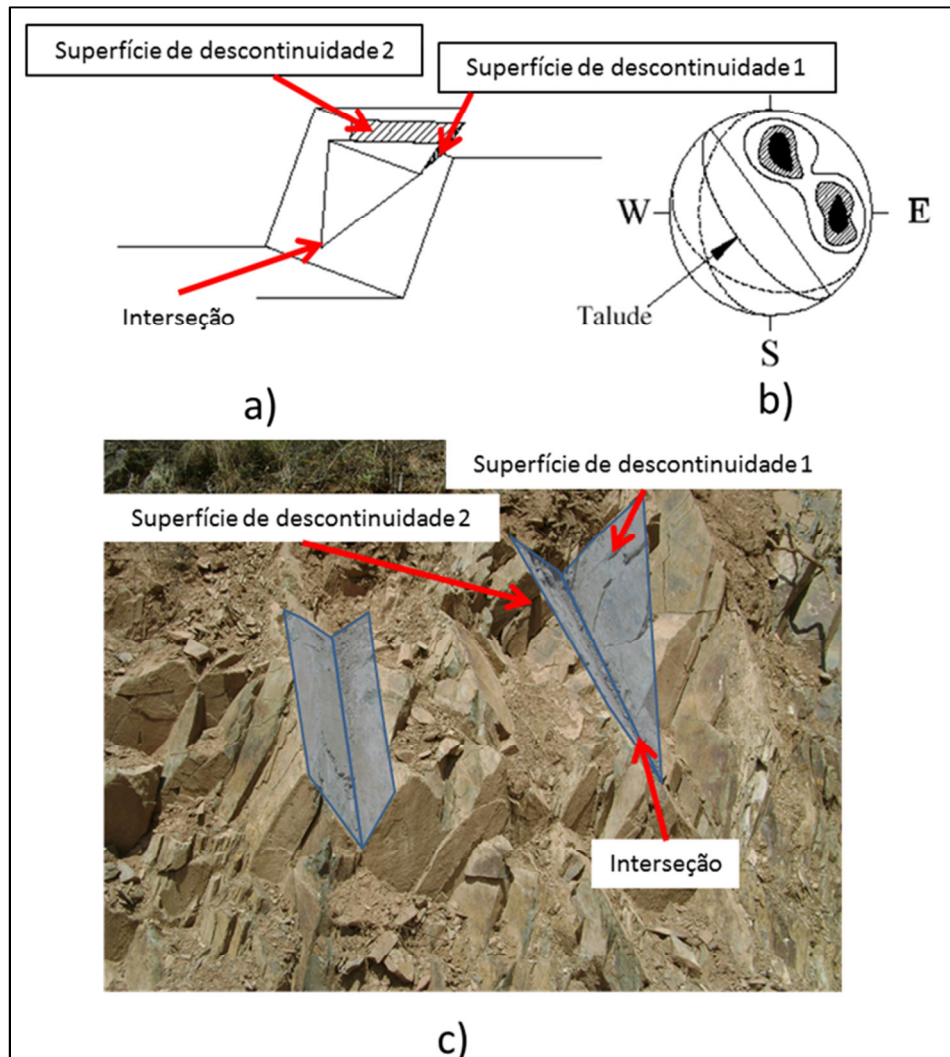 Superfície de descontinuidade 2
Superfície de descontinuidade 1
Interseção
a)
W
E
Talude
S
b)
Superfície de descontinuidade 1
Superfície de descontinuidade 2
Interseção
c)